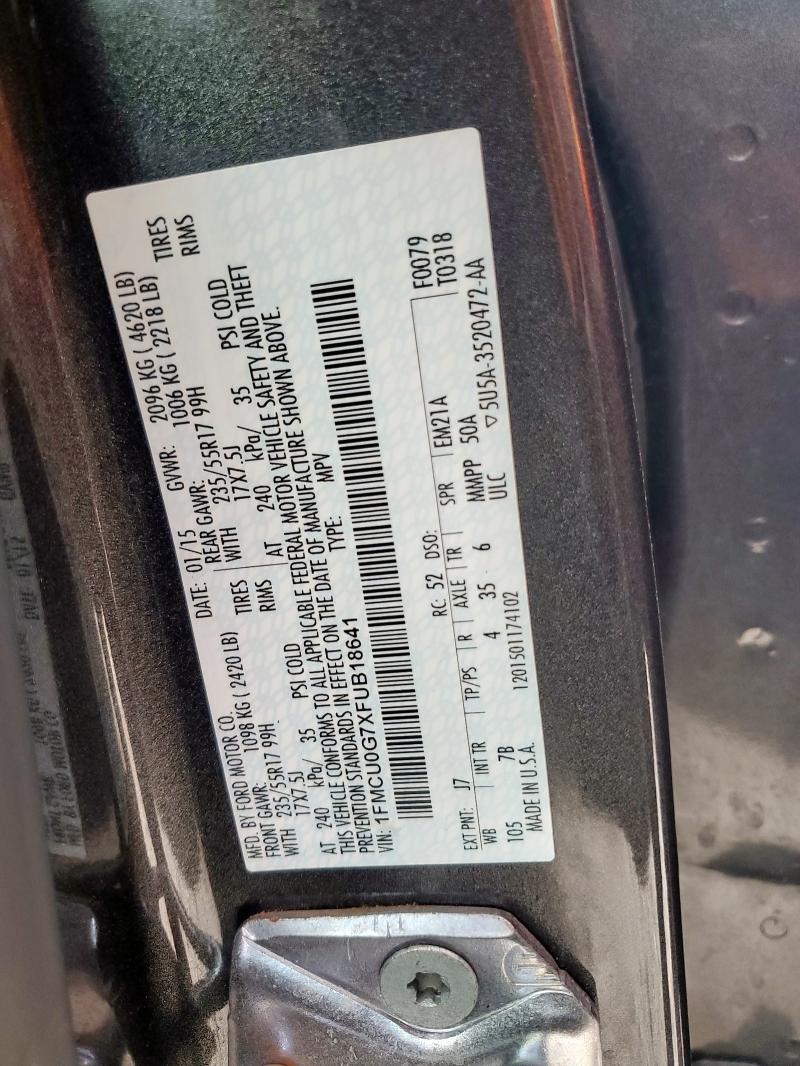 MFD. BY FORD MOTOR CO.
DATE: 01/15 GVWR: 2096 KG ( 4620 LB)
FRONT GAWR: 1098 KG ( 2420 LB) REAR GAWR: 1006 KG ( 2218 LB)
WITH 235/55R17 99H TIRES WITH 235/55R17 99H TIRES
17X7.5J RIMS 17X7.5J RIMS
AT 240 kPa/ 35 PSI COLD AT 240 kPa/ 35 PSI COLD
THIS VEHICLE CONFORMS TO ALL APPLICABLE FEDERAL MOTOR VEHICLE SAFETY AND THEFT
PREVENTION STANDARDS IN EFFECT ON THE DATE OF MANUFACTURE SHOWN ABOVE.
VIN: 1FMCU0G7XFUB18641 TYPE: MPV
F0079
T0318
EXT PNT: J7 RC: 52 DSO:
WB INT TR TP/PS R AXLE TR SPR EM21A
105 7B 4 35 6 MMPP 50A
MADE IN U.S.A. 1201501174102 ULC ▽5U5A-3520472-AA